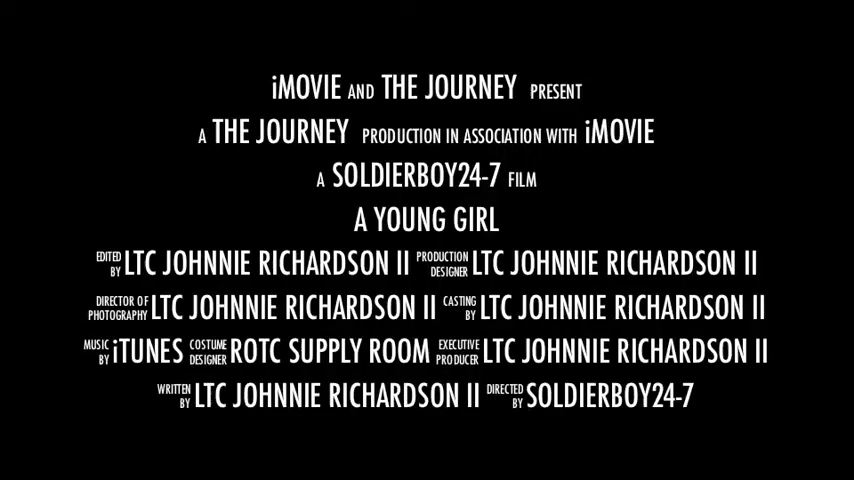 iMOVIE AND THE JOURNEY PRESENT
A THE JOURNEY PRODUCTION IN ASSOCIATION WITH iMOVIE
A SOLDIERBOY24-7 FILM
A YOUNG GIRL
EDITED BY LTC JOHNNIE RICHARDSON II PRODUCTION DESIGNER LTC JOHNNIE RICHARDSON II
DIRECTOR OF PHOTOGRAPHY LTC JOHNNIE RICHARDSON II CASTING BY LTC JOHNNIE RICHARDSON II
MUSIC BY iTUNES COSTUME DESIGNER ROTC SUPPLY ROOM EXECUTIVE PRODUCER LTC JOHNNIE RICHARDSON II
WRITTEN BY LTC JOHNNIE RICHARDSON II DIRECTED BY SOLDIERBOY24-7